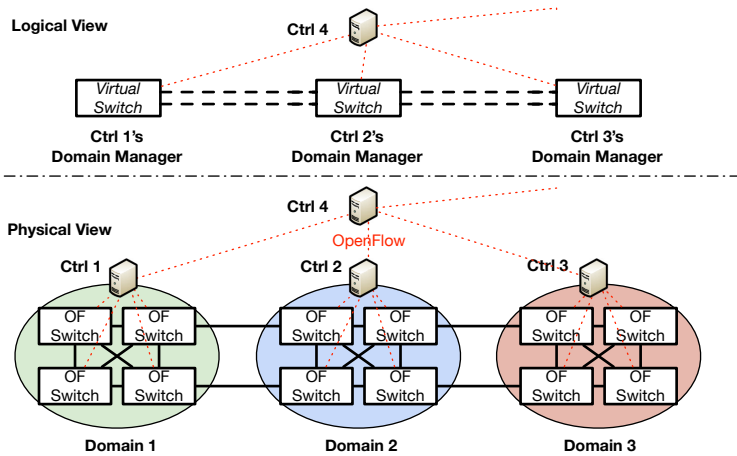 Logical View
Ctrl 4
Virtual
Switch
Virtual
Switch
Virtual
Switch
Ctrl 1's
Domain Manager
Ctrl 2's
Domain Manager
Ctrl 3's
Domain Manager
Physical View
Ctrl 4
OpenFlow
Ctrl 1
Ctrl 2
Ctrl 3
OF
Switch
OF
Switch
OF
Switch
OF
Switch
OF
Switch
OF
Switch
OF
Switch
OF
Switch
OF
Switch
OF
Switch
OF
Switch
OF
Switch
Domain 1
Domain 2
Domain 3